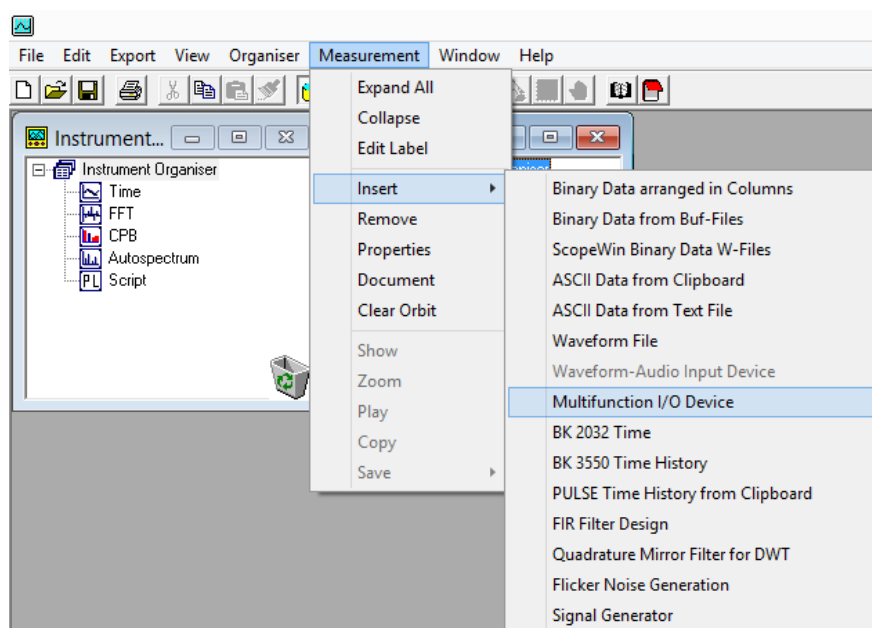 File Edit Export View Organiser Measurement Window Help
Instrument...
Instrument Organiser
Time
FFT
CPB
Autospectrum
PL Script
Expand All
Collapse
Edit Label
Insert
Remove
Properties
Document
Clear Orbit
Show
Zoom
Play
Copy
Save
Binary Data arranged in Columns
Binary Data from Buf-Files
ScopeWin Binary Data W-Files
ASCII Data from Clipboard
ASCII Data from Text File
Waveform File
Waveform-Audio Input Device
Multifunction I/O Device
BK 2032 Time
BK 3550 Time History
PULSE Time History from Clipboard
FIR Filter Design
Quadrature Mirror Filter for DWT
Flicker Noise Generation
Signal Generator